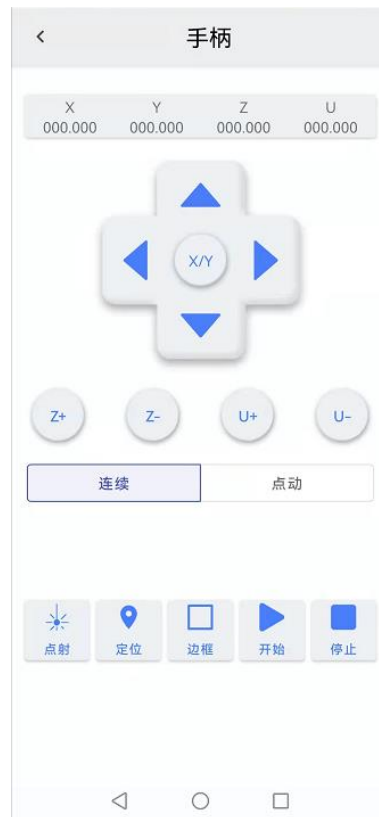 手柄
X Y Z U
000.000 000.000 000.000 000.000
X/Y
Z+ Z- U+ U-
连续 点动
点射 定位 边框 开始 停止